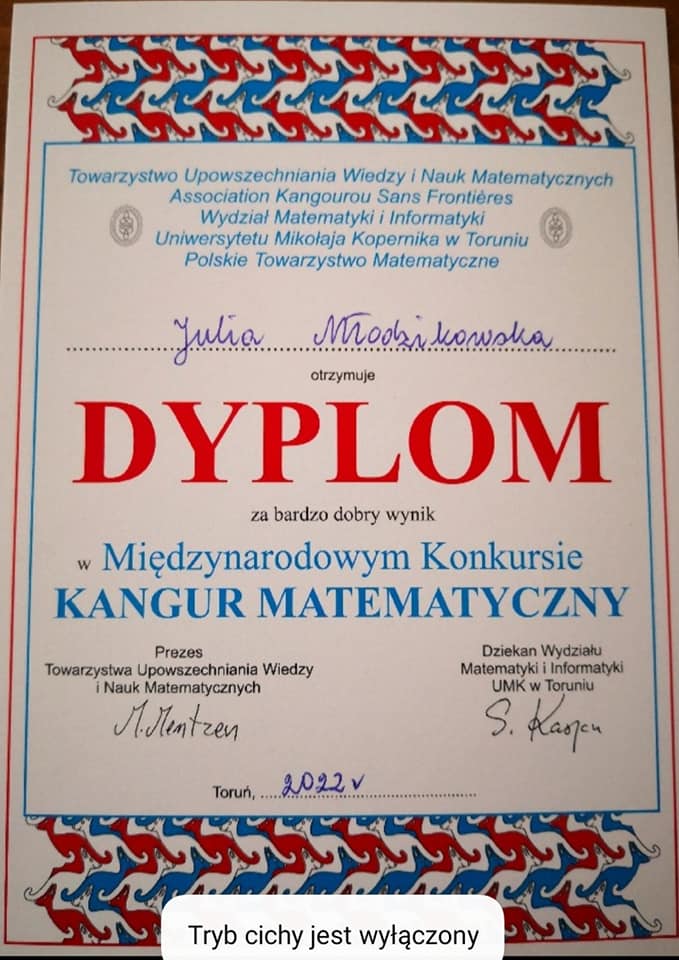 Towarzystwo Upowszechniania Wiedzy i Nauk Matematycznych
Association Kangourou Sans Frontières
Wydział Matematyki i Informatyki
Uniwersytetu Mikołaja Kopernika w Toruniu
Polskie Towarzystwo Matematyczne
Julia Młodzikowska
otrzymuje
DYPLOM
za bardzo dobry wynik
w Międzynarodowym Konkursie
KANGUR MATEMATYCZNY
Prezes
Towarzystwa Upowszechniania Wiedzy
i Nauk Matematycznych
M.Mentzen
Dziekan Wydziału
Matematyki i Informatyki
UMK w Toruniu
S.
Toruń, 2022 r
Tryb cichy jest wyłączony